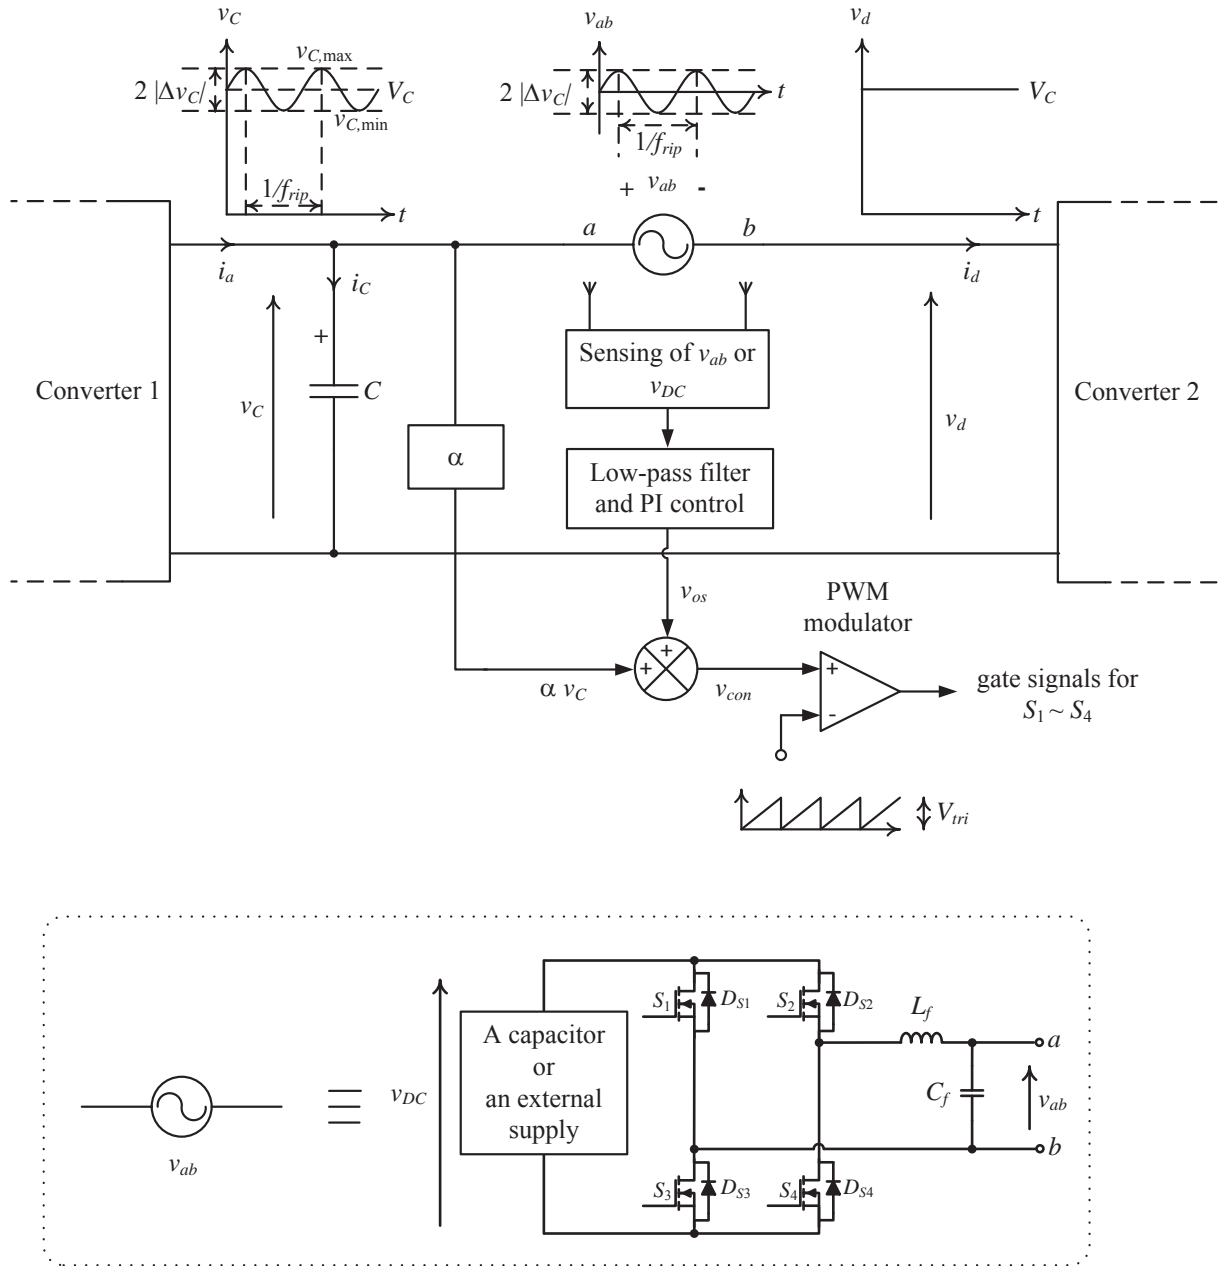 v_C
v_ab
v_d
v_C,max
2 |Δv_C/
V_C
v_C,min
1/f_rip
t
2 |Δv_C/
t
1/f_rip
+ v_ab -
V_C
t
a
b
i_a
i_C
i_d
+
Converter 1
v_C
C
α
Sensing of v_ab or
v_DC
Low-pass filter
and PI control
v_d
Converter 2
v_os
PWM
modulator
+
+
α v_C
v_con
+
-
gate signals for
S_1 ~ S_4
V_tri
v_ab
v_DC
A capacitor
or
an external
supply
S_1
D_S1
S_2
D_S2
S_3
D_S3
S_4
D_S4
L_f
C_f
a
v_ab
b